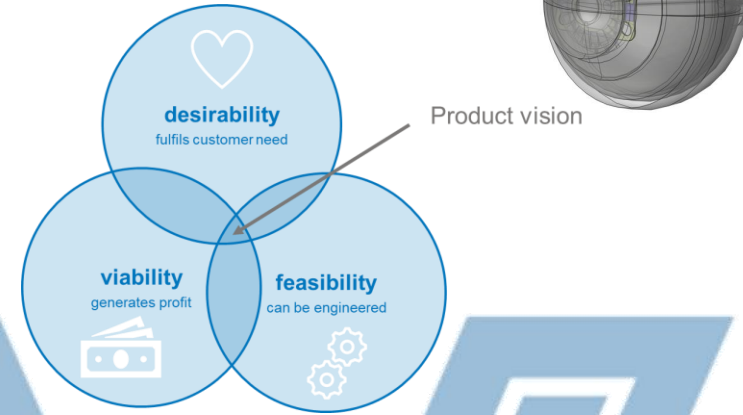 desirability
fulfils customer need
Product vision
viability
generates profit
feasibility
can be engineered